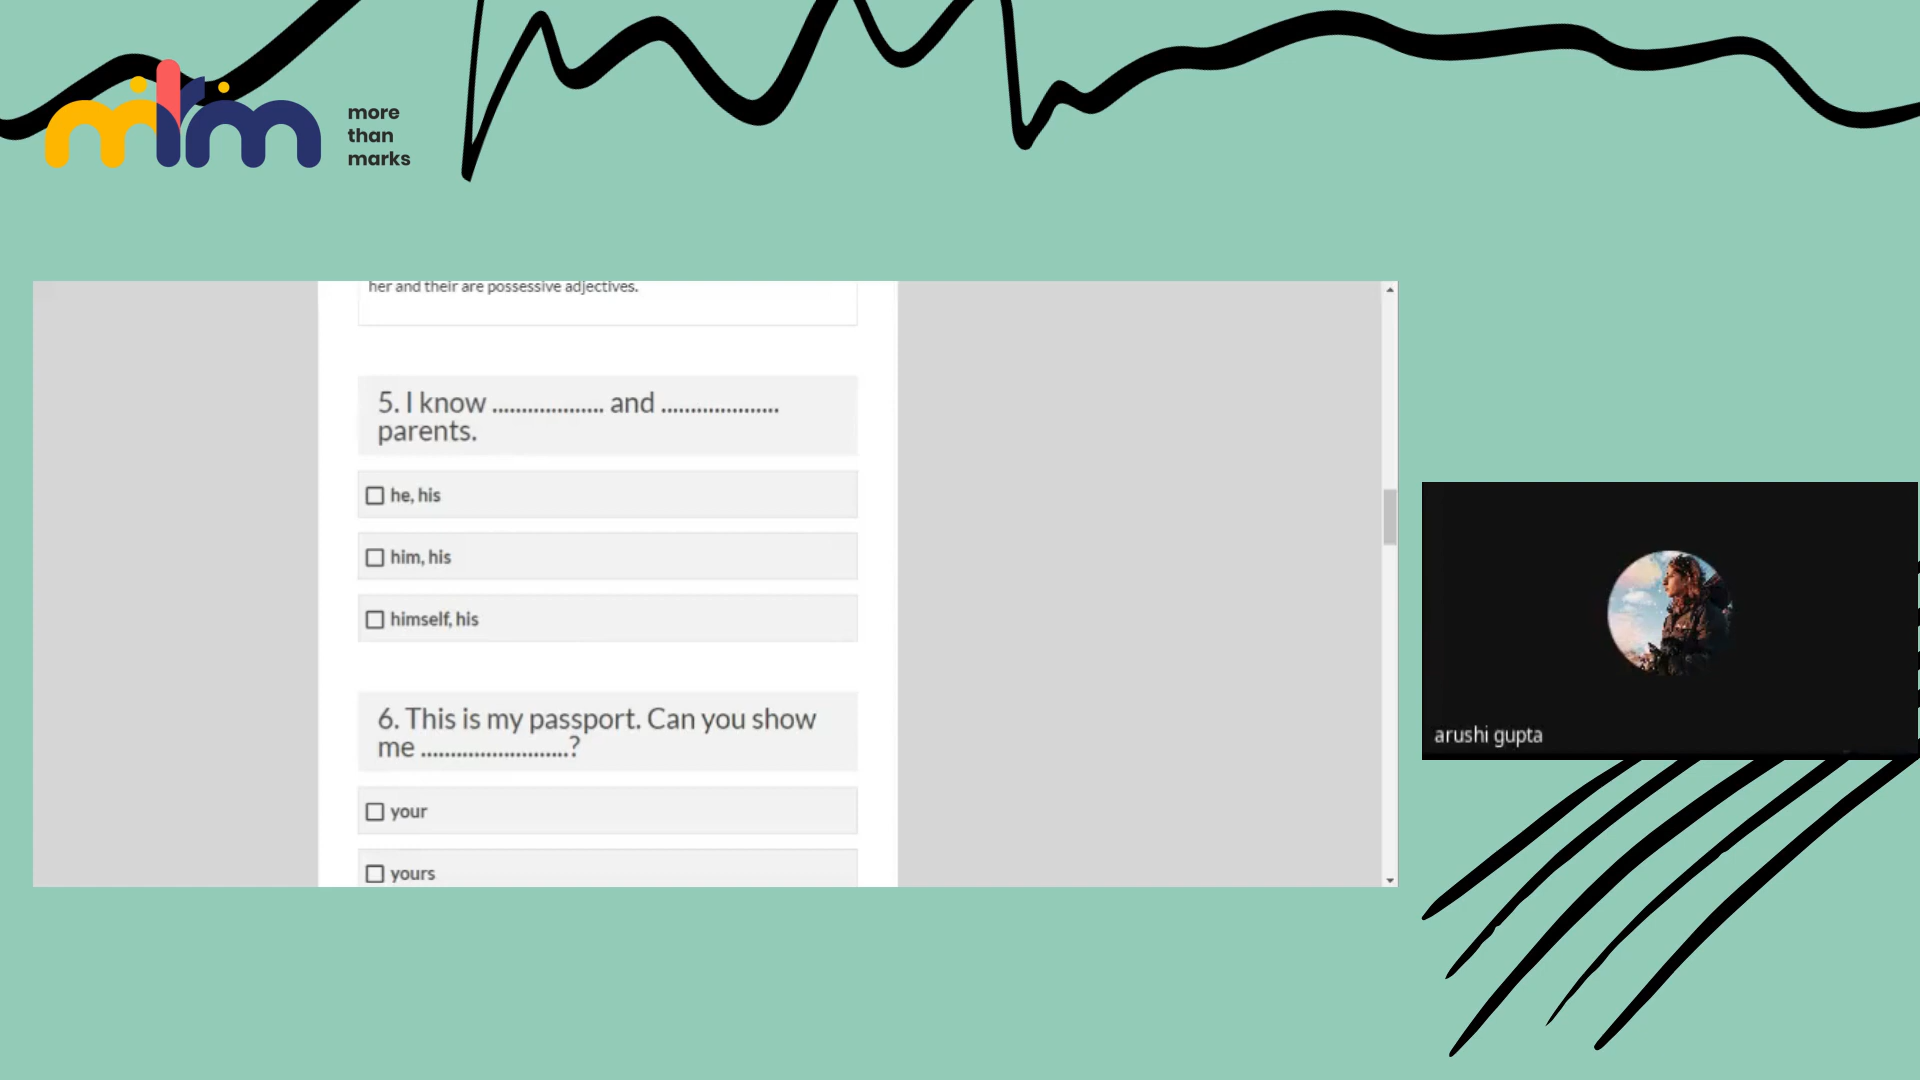 mtm
more
than
marks
her and their are possessive adjectives.
5. I know ................... and ....................
parents.
he, his
him, his
himself, his
6. This is my passport. Can you show
me .........................?
your
yours
arushi gupta